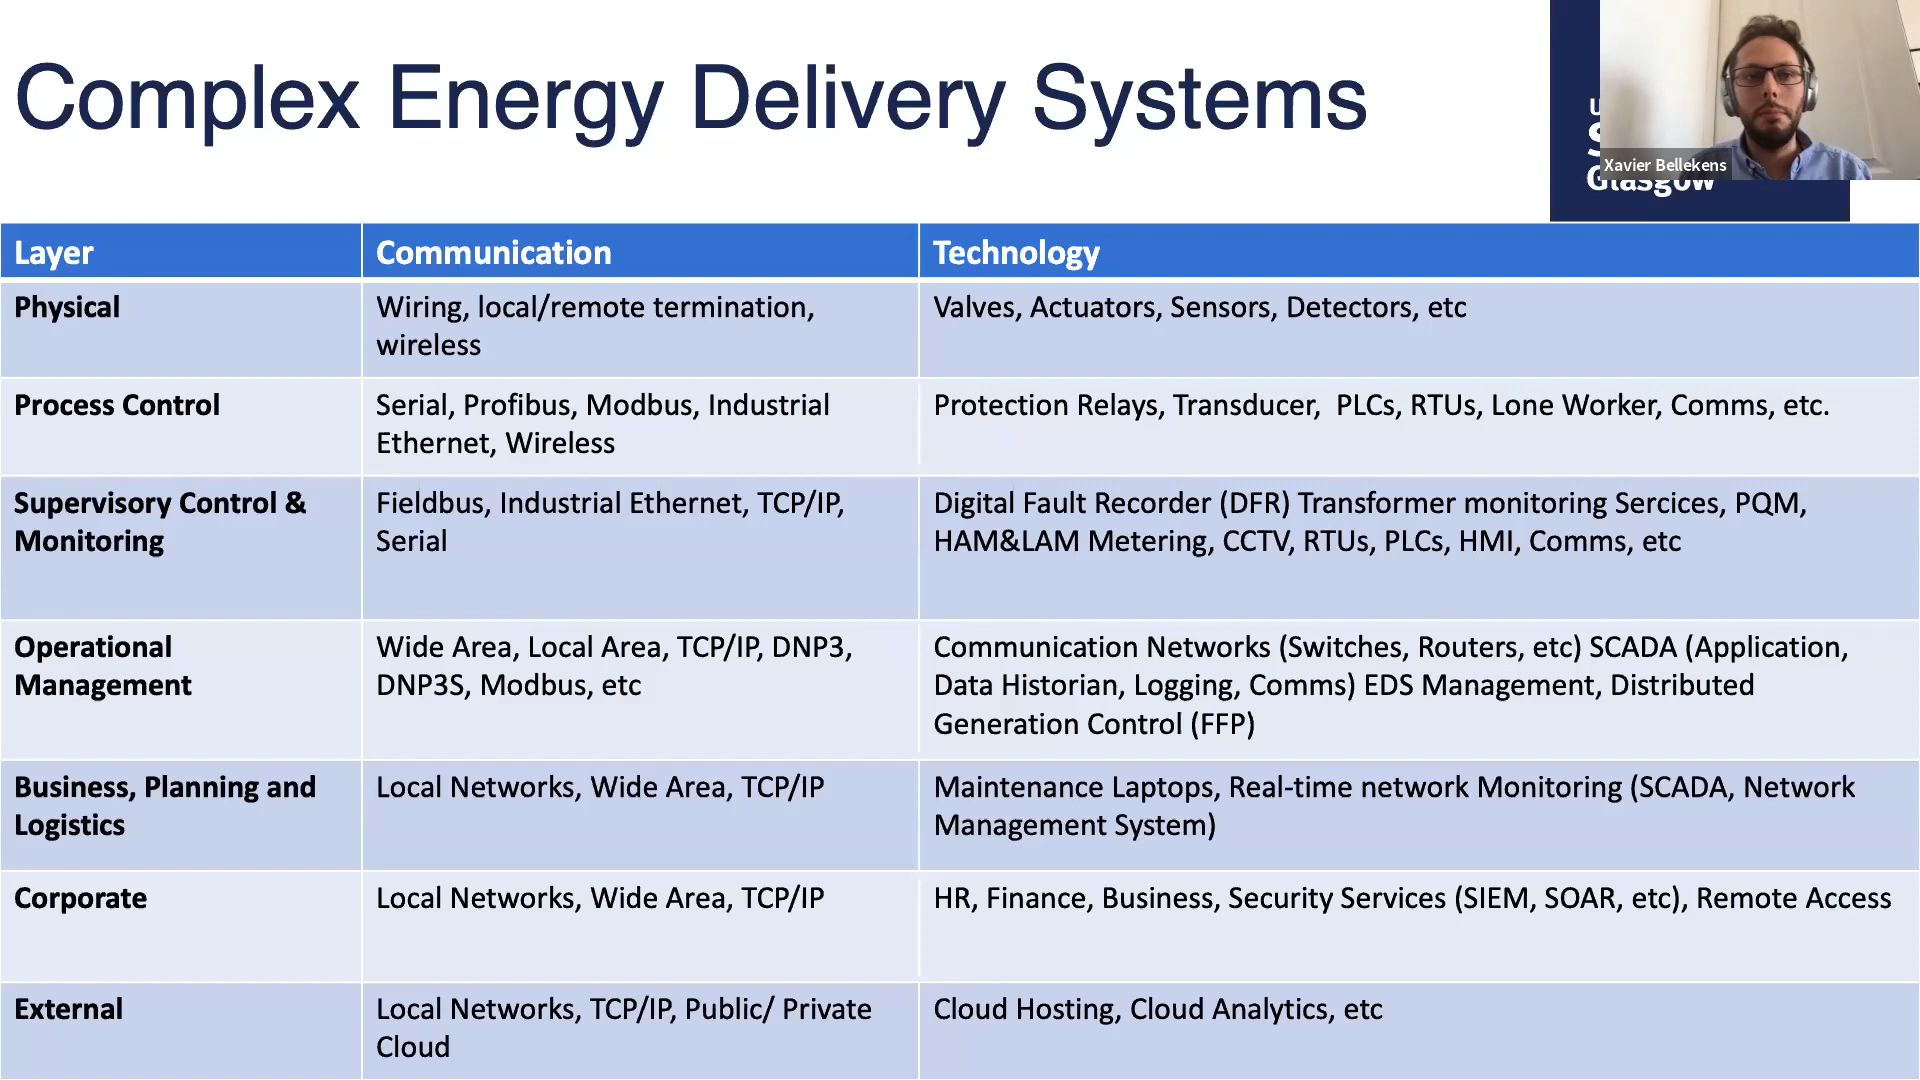 Complex Energy Delivery Systems
Xavier Bellekens
Glasgow
Layer
Communication
Technology
Physical
Wiring, local/remote termination,
wireless
Valves, Actuators, Sensors, Detectors, etc
Process Control
Serial, Profibus, Modbus, Industrial
Ethernet, Wireless
Protection Relays, Transducer,  PLCs, RTUs, Lone Worker, Comms, etc.
Supervisory Control &
Monitoring
Fieldbus, Industrial Ethernet, TCP/IP,
Serial
Digital Fault Recorder (DFR) Transformer monitoring Sercices, PQM,
HAM&LAM Metering, CCTV, RTUs, PLCs, HMI, Comms, etc
Operational
Management
Wide Area, Local Area, TCP/IP, DNP3,
DNP3S, Modbus, etc
Communication Networks (Switches, Routers, etc) SCADA (Application,
Data Historian, Logging, Comms) EDS Management, Distributed
Generation Control (FFP)
Business, Planning and
Logistics
Local Networks, Wide Area, TCP/IP
Maintenance Laptops, Real-time network Monitoring (SCADA, Network
Management System)
Corporate
Local Networks, Wide Area, TCP/IP
HR, Finance, Business, Security Services (SIEM, SOAR, etc), Remote Access
External
Local Networks, TCP/IP, Public/ Private
Cloud
Cloud Hosting, Cloud Analytics, etc